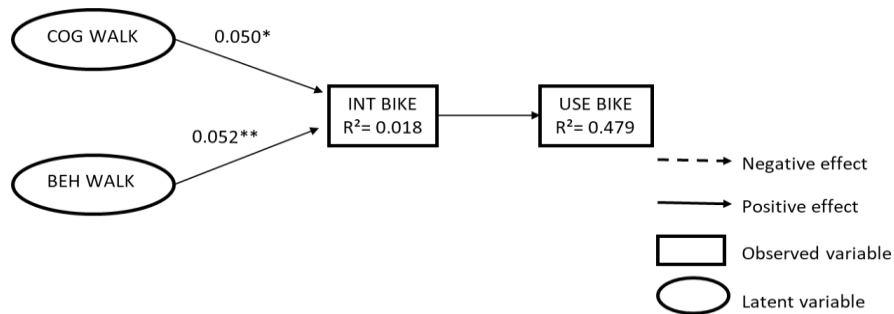 COG WALK
0.050*
INT BIKE
R²= 0.018
USE BIKE
R²= 0.479
0.052**
BEH WALK
Negative effect
Positive effect
Observed variable
Latent variable